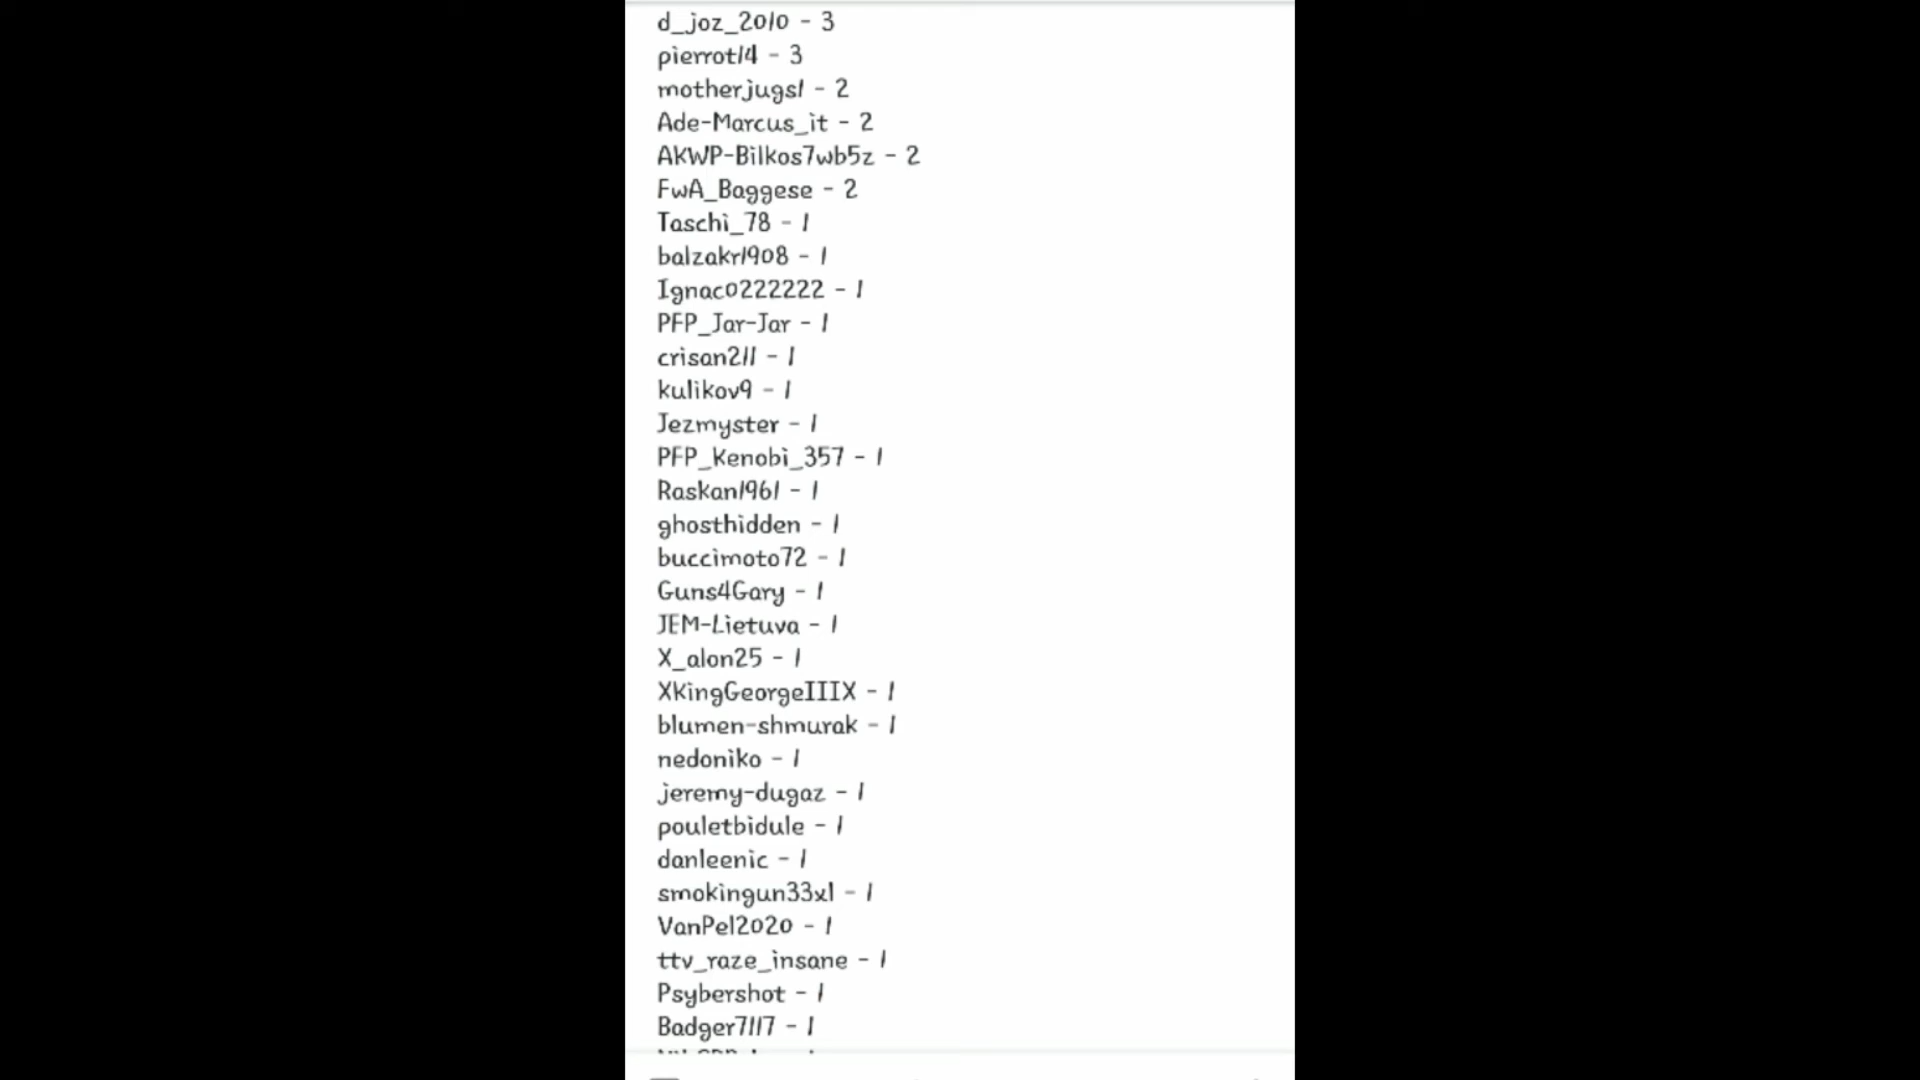 d_joz_2010 - 3
pierrot14 - 3
motherjugs1 - 2
Ade-Marcus_it - 2
AKWP-Bilkos7wb5z - 2
FwA_Baggese - 2
Taschi_78 - 1
balzakr1908 - 1
Ignaco222222 - 1
PFP_Jar-Jar - 1
crisan211 - 1
kulikov9 - 1
Jezmyster - 1
PFP_Kenobi_357 - 1
Raskan1961 - 1
ghosthidden - 1
buccimoto72 - 1
Guns4Gary - 1
JEM-Lietuva - 1
X_alon25 - 1
XKingGeorgeIIIX - 1
blumen-shmurak - 1
nedoniko - 1
jeremy-dugaz - 1
pouletbidule - 1
danleenic - 1
smokingun33xl - 1
VanPel2020 - 1
ttv_raze_insane - 1
Psybershot - 1
Badger7117 - 1